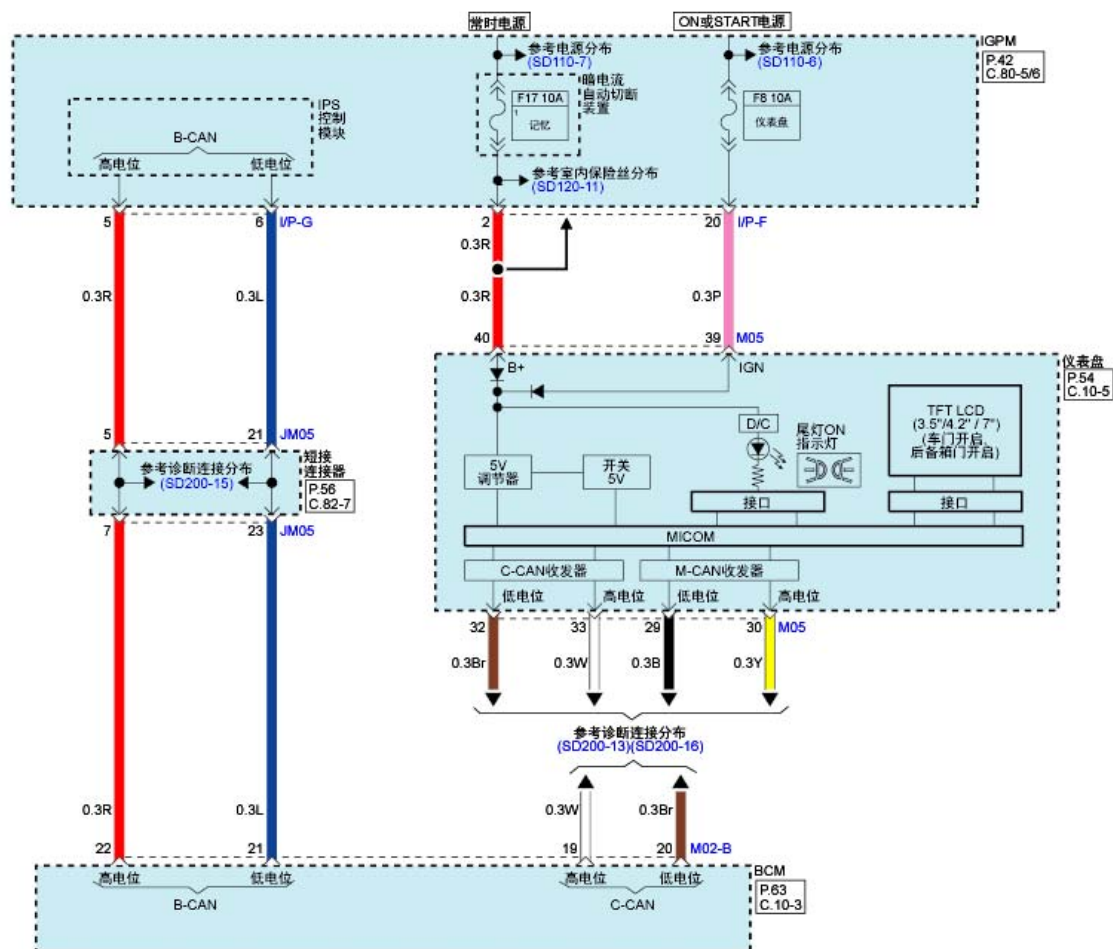 常时电源
ON或START电源
IGPM
P.42
C.80-5/6
参考电源分布
(SD110-7)
参考电源分布
(SD110-6)
暗电流
自动切断
装置
F17 10A
1
记忆
F8 10A
仪表盘
IPS
控制
模块
B-CAN
高电位
低电位
参考室内保险丝分布
(SD120-11)
5
6
I/P-G
2
20
I/P-F
0.3R
0.3R
0.3L
0.3R
0.3P
40
39
M05
B+
IGN
仪表盘
P.54
C.10-5
TFT LCD
(3.5"/4.2" / 7")
(车门开启、
后备箱门开启)
D/C
尾灯ON
指示灯
5V
调节器
开关
5V
接口
接口
MICOM
C-CAN收发器
M-CAN收发器
低电位
高电位
低电位
高电位
5
21
JM05
短接
连接器
P.56
C.82-7
参考诊断连接分布
(SD200-15)
7
23
JM05
32
33
29
30
M05
0.3Br
0.3W
0.3B
0.3Y
参考诊断连接分布
(SD200-13)(SD200-16)
0.3R
0.3L
0.3W
0.3Br
22
21
19
20
M02-B
BCM
P.63
C.10-3
高电位
低电位
高电位
低电位
B-CAN
C-CAN